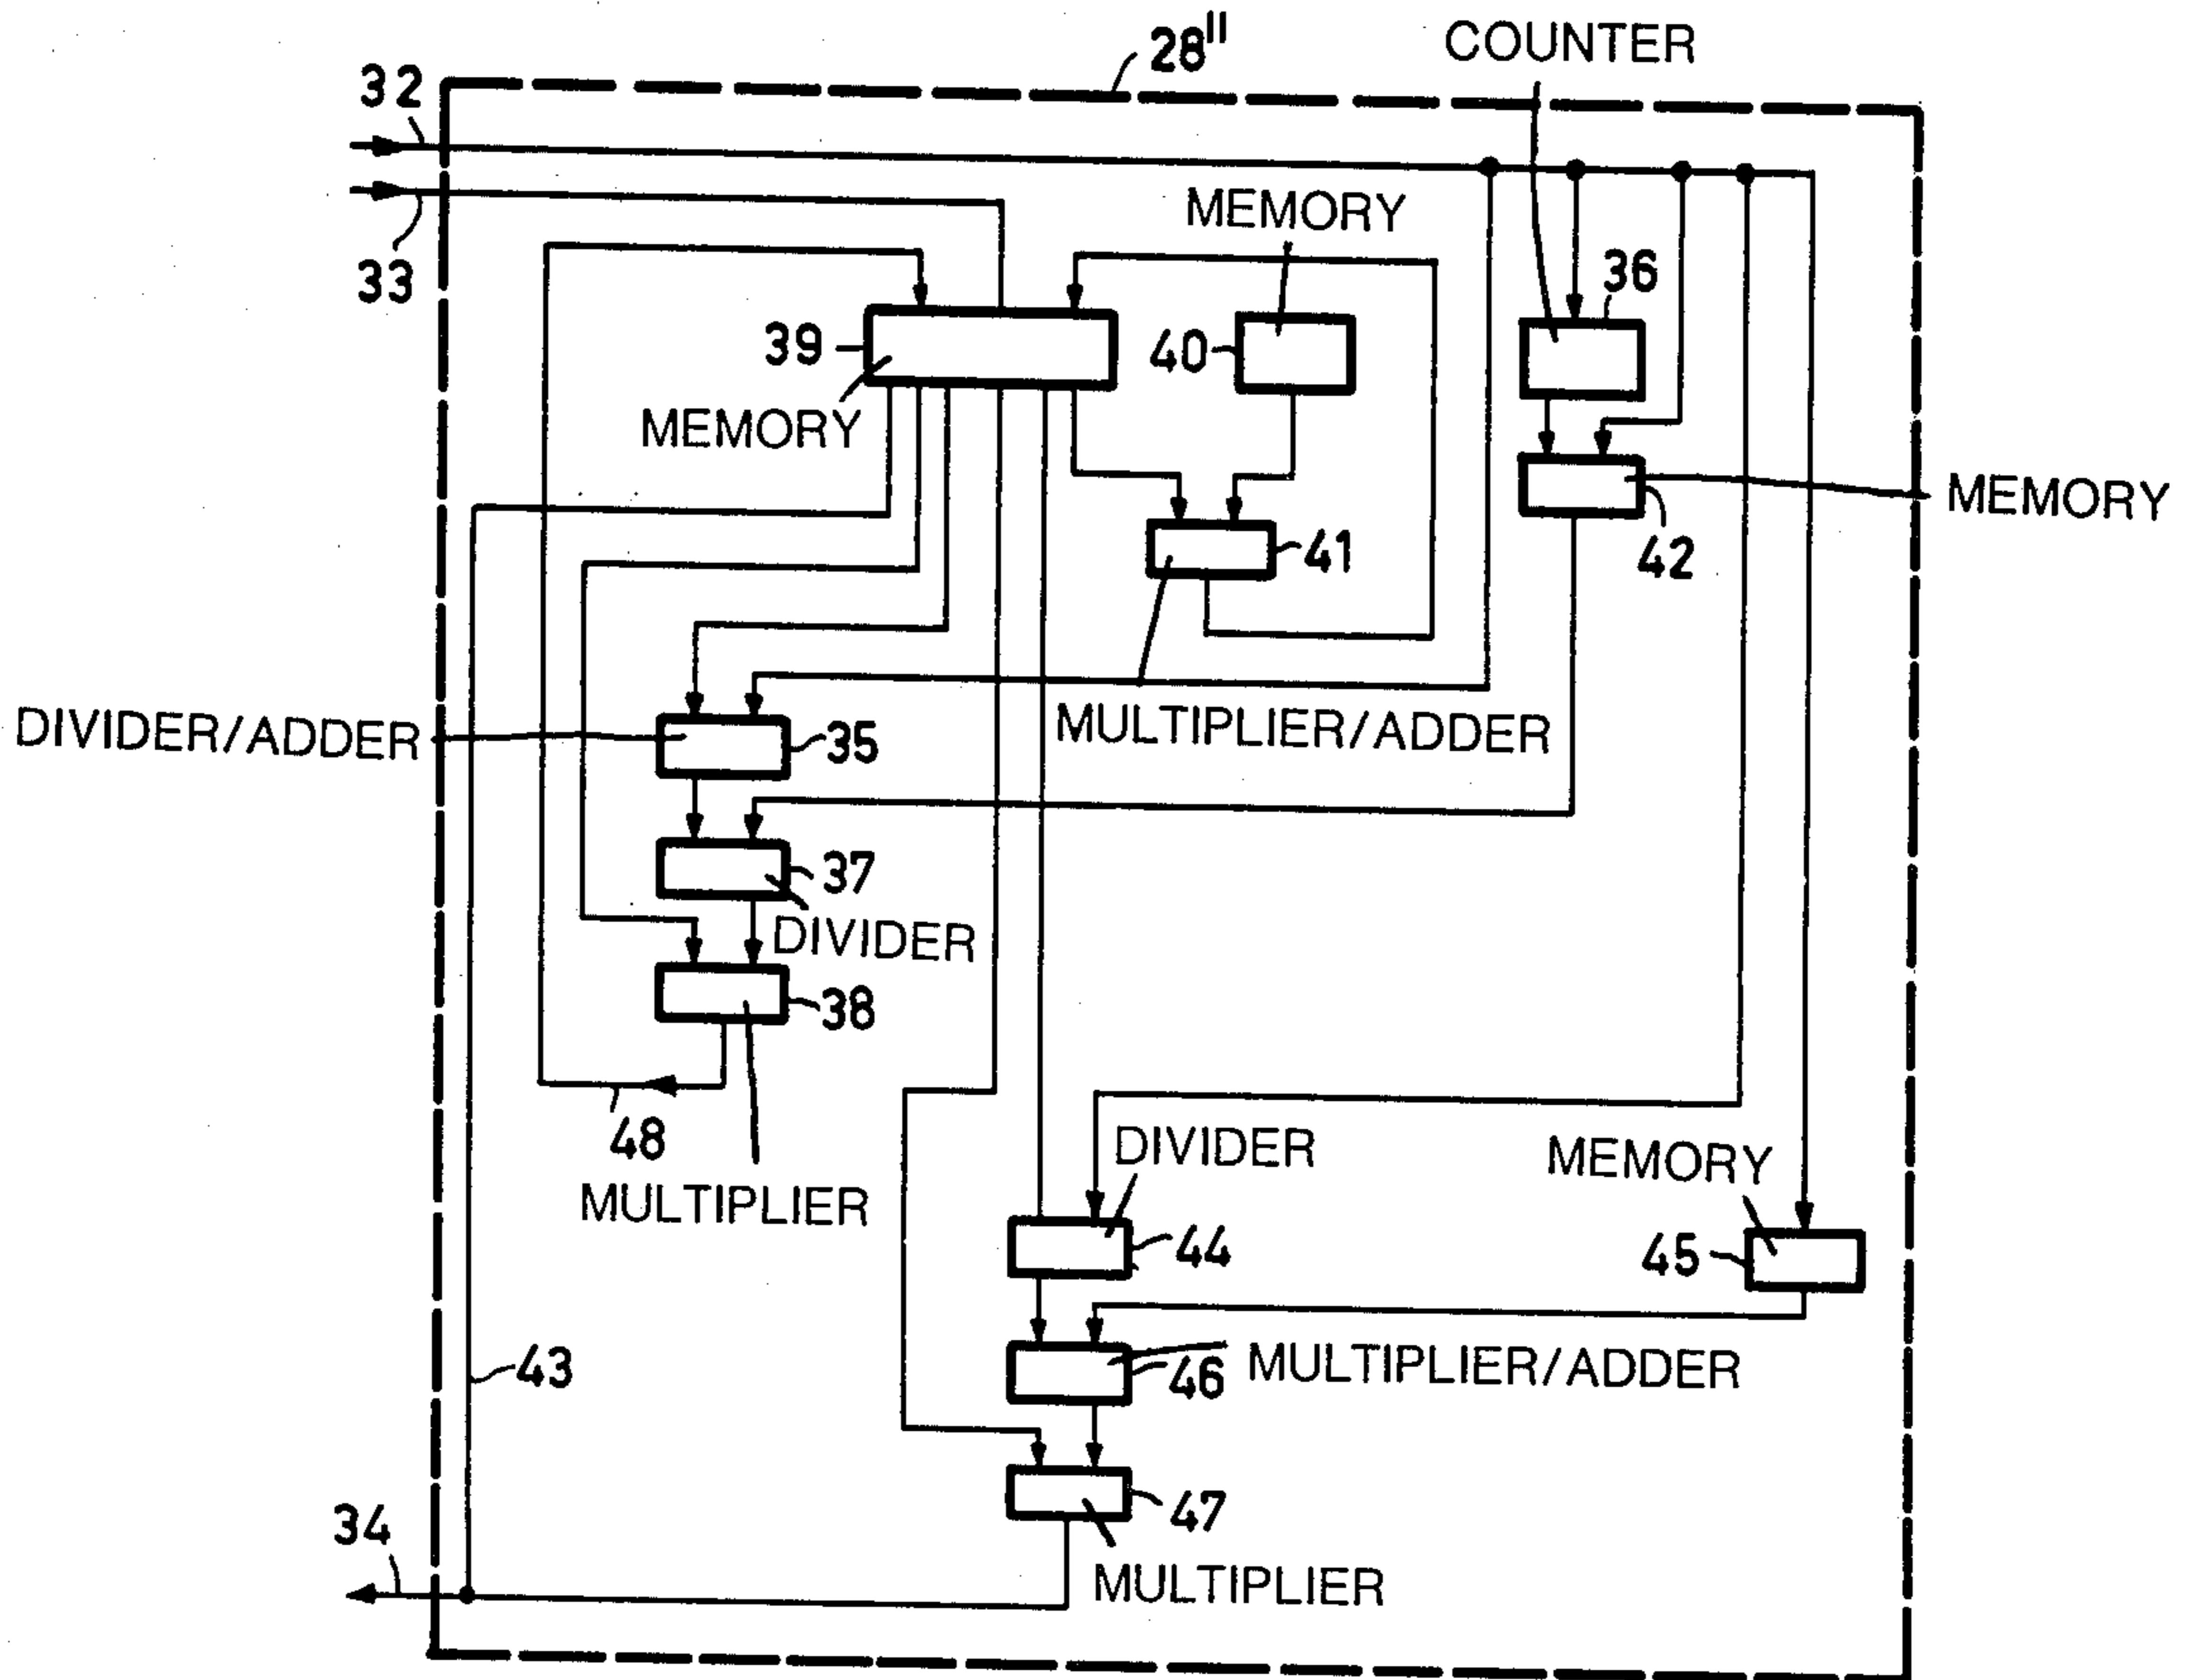 28"
COUNTER
32
33
MEMORY
36
39
40
MEMORY
MEMORY
41
42
DIVIDER/ADDER
35
MULTIPLIER/ADDER
37
DIVIDER
38
48
MULTIPLIER
DIVIDER
MEMORY
44
45
43
46
MULTIPLIER/ADDER
34
47
MULTIPLIER